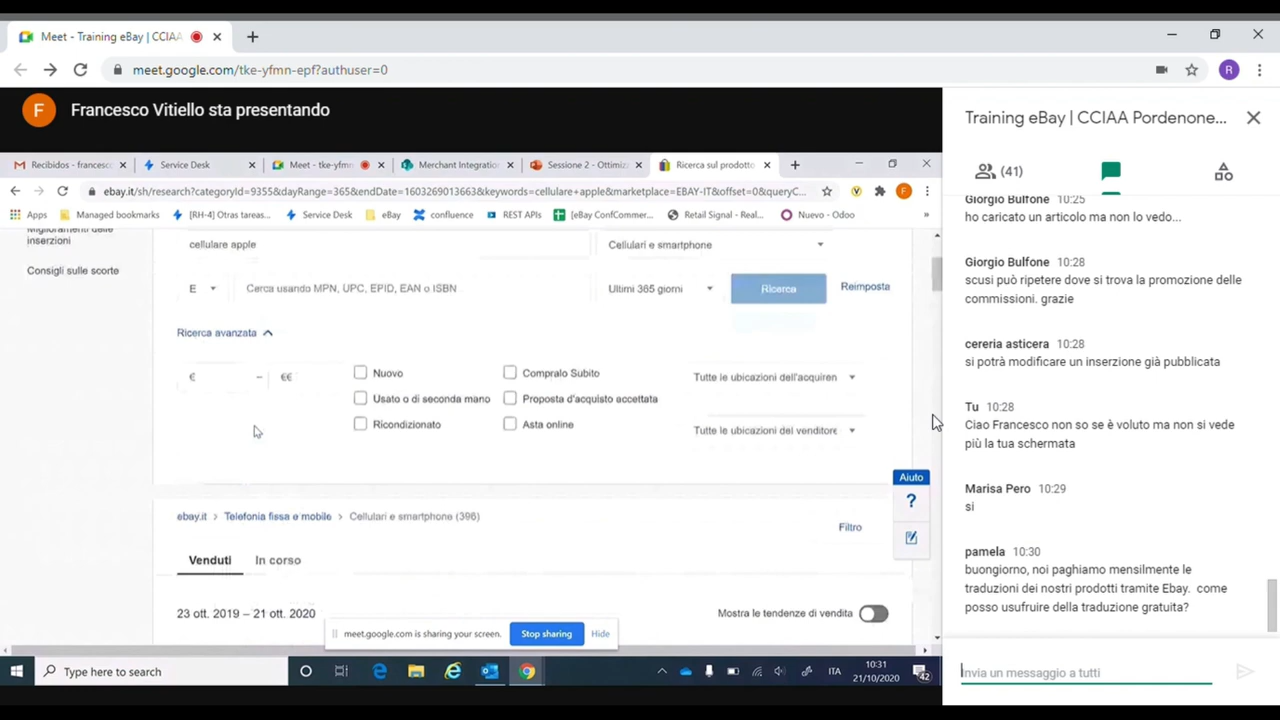 Meet - Training eBay | CCIAA
meet.google.com/tke-yfmn-epf?authuser=0
R
F
Francesco Vitiello sta presentando
Recibidos - francesc
Service Desk
Meet - tke-yfmn
Merchant Integration
Sessione 2 - Ottimiz
Ricerca sul prodotto
ebay.it/sh/research?categoryId=9355&dayRange=365&endDate=1603269013663&keywords=cellulare+apple&marketplace=EBAY-IT&offset=0&queryC...
F
Apps
Managed bookmarks
[RH-4] Otras tareas...
Service Desk
eBay
confluence
REST APIs
[eBay ConfCommer...
Retail Signal - Real...
Nuevo - Odoo
»
Miglioramenti delle
inserzioni
Consigli sulle scorte
cellulare apple
Cellulari e smartphone
E
Cerca usando MPN, UPC, EPID, EAN o ISBN
Ultimi 365 giorni
Ricerca
Reimposta
Ricerca avanzata
€
–
€€
Nuovo
Compralo Subito
Tutte le ubicazioni dell'acquiren
Usato o di seconda mano
Proposta d'acquisto accettata
Ricondizionato
Asta online
Tutte le ubicazioni del venditore
Aiuto
?
ebay.it > Telefonia fissa e mobile > Cellulari e smartphone (396)
Filtro
Venduti
In corso
23 ott. 2019 – 21 ott. 2020
Mostra le tendenze di vendita
meet.google.com is sharing your screen.
Stop sharing
Hide
Type here to search
ITA
10:31
21/10/2020
42
Training eBay | CCIAA Pordenone...
(41)
Giorgio Bulfone 10:25
ho caricato un articolo ma non lo vedo...
Giorgio Bulfone 10:28
scusi può ripetere dove si trova la promozione delle
commissioni. grazie
cereria asticera 10:28
si potrà modificare un inserzione già pubblicata
Tu 10:28
Ciao Francesco non so se è voluto ma non si vede
più la tua schermata
Marisa Pero 10:29
si
pamela 10:30
buongiorno, noi paghiamo mensilmente le
traduzioni dei nostri prodotti tramite Ebay. come
posso usufruire della traduzione gratuita?
Invia un messaggio a tutti